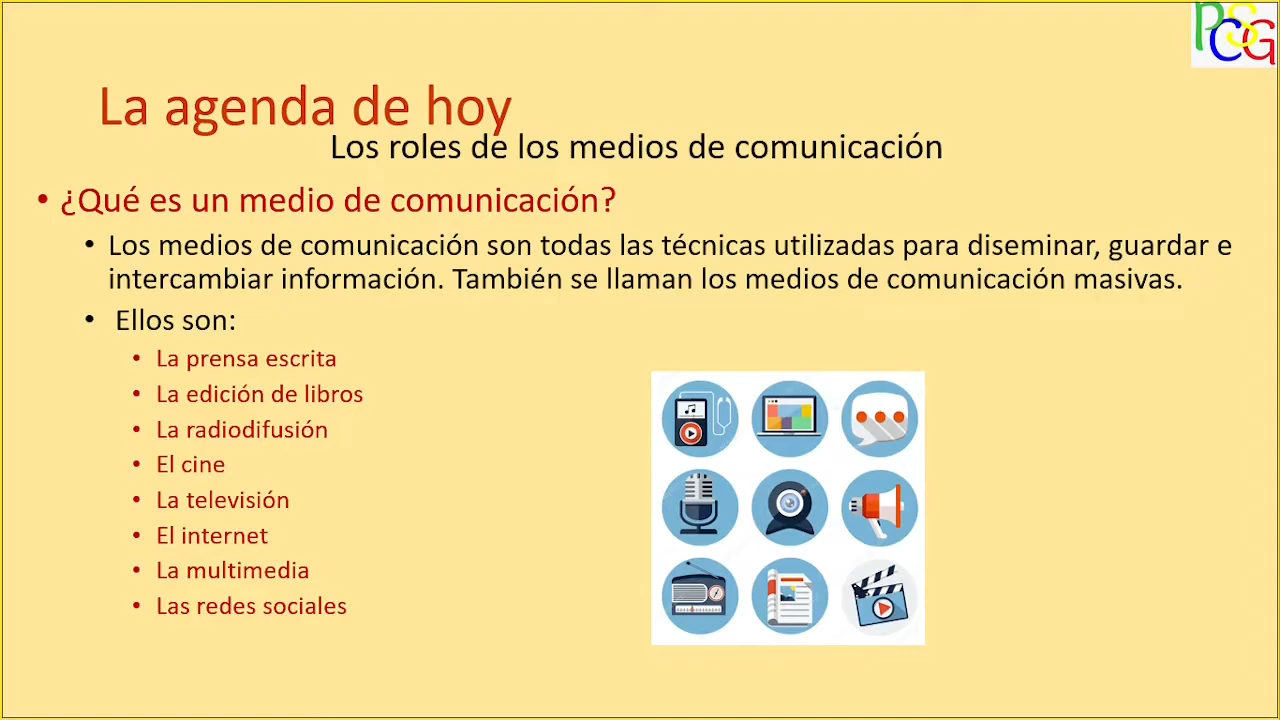 PCSG
La agenda de hoy
Los roles de los medios de comunicación
• ¿Qué es un medio de comunicación?
• Los medios de comunicación son todas las técnicas utilizadas para diseminar, guardar e
intercambiar información. También se llaman los medios de comunicación masivas.
• Ellos son:
• La prensa escrita
• La edición de libros
• La radiodifusión
• El cine
• La televisión
• El internet
• La multimedia
• Las redes sociales